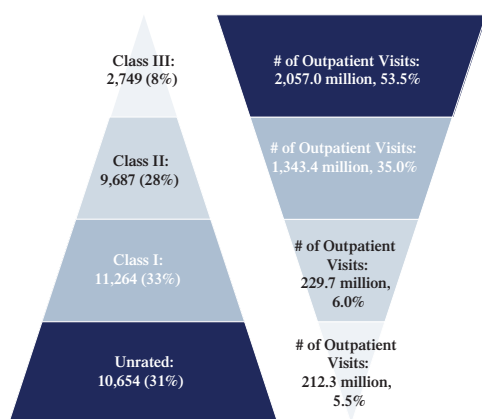 Class III:
2,749 (8%)
# of Outpatient Visits:
2,057.0 million, 53.5%
Class II:
9,687 (28%)
# of Outpatient Visits:
1,343.4 million, 35.0%
Class I:
11,264 (33%)
# of Outpatient
Visits:
229.7 million,
6.0%
Unrated:
10,654 (31%)
# of Outpatient
Visits:
212.3 million,
5.5%